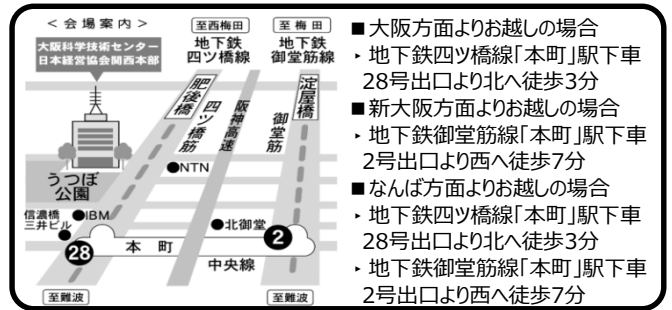 ＜会場案内＞
大阪科学技術センター
日本経営協会関西本部
至西梅田
地下鉄
四ツ橋線
至梅田
地下鉄
御堂筋線
肥後橋
四ツ橋筋
阪神高速
御堂筋
淀屋橋
NTN
うつぼ
公園
信濃橋
三井ビル
IBM
北御堂
28
本町
2
中央線
至難波
至難波
■大阪方面よりお越しの場合
・地下鉄四ツ橋線「本町」駅下車
28号出口より北へ徒歩3分
■新大阪方面よりお越しの場合
・地下鉄御堂筋線「本町」駅下車
2号出口より西へ徒歩7分
■なんば方面よりお越しの場合
・地下鉄四ツ橋線「本町」駅下車
28号出口より北へ徒歩3分
・地下鉄御堂筋線「本町」駅下車
2号出口より西へ徒歩7分